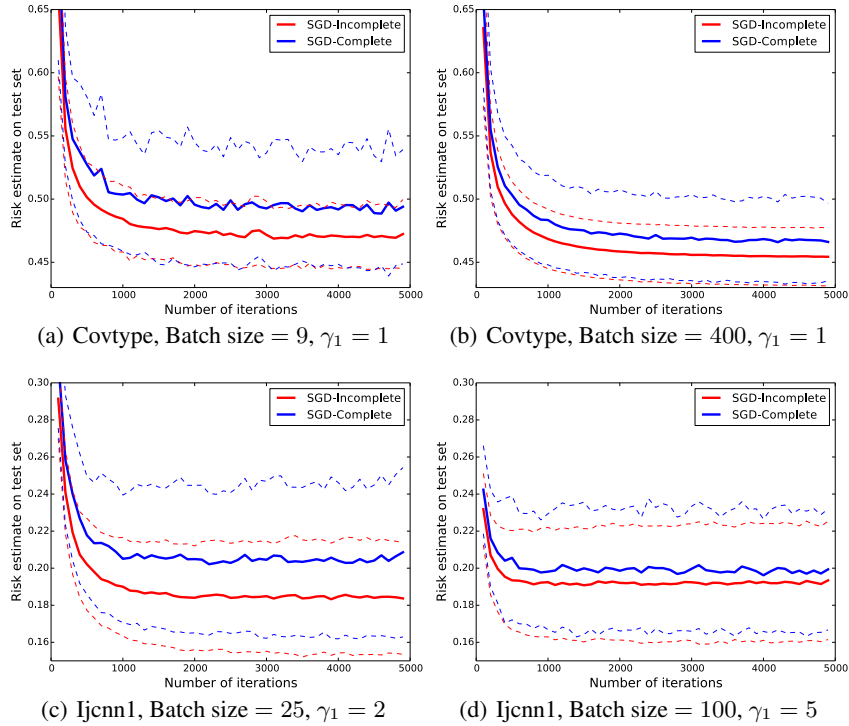 0.65
0.60
0.55
0.50
0.45
Risk estimate on test set
SGD-Incomplete
SGD-Complete
0 1000 2000 3000 4000 5000
Number of iterations
(a) Covtype, Batch size = 9, γ₁ = 1
0.65
0.60
0.55
0.50
0.45
Risk estimate on test set
SGD-Incomplete
SGD-Complete
0 1000 2000 3000 4000 5000
Number of iterations
(b) Covtype, Batch size = 400, γ₁ = 1
0.30
0.28
0.26
0.24
0.22
0.20
0.18
0.16
Risk estimate on test set
SGD-Incomplete
SGD-Complete
0 1000 2000 3000 4000 5000
Number of iterations
(c) Ijcnn1, Batch size = 25, γ₁ = 2
0.30
0.28
0.26
0.24
0.22
0.20
0.18
0.16
Risk estimate on test set
SGD-Incomplete
SGD-Complete
0 1000 2000 3000 4000 5000
Number of iterations
(d) Ijcnn1, Batch size = 100, γ₁ = 5